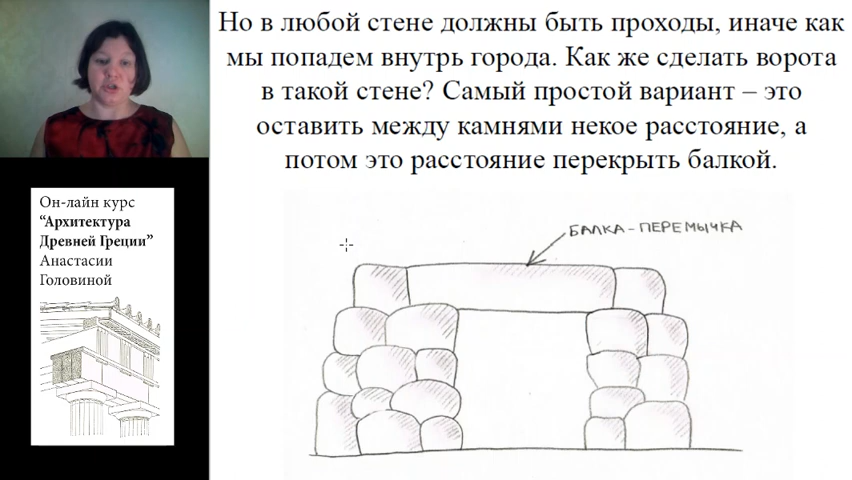 Но в любой стене должны быть проходы, иначе как
мы попадем внутрь города. Как же сделать ворота
в такой стене? Самый простой вариант – это
оставить между камнями некое расстояние, а
потом это расстояние перекрыть балкой.
БАЛКА-ПЕРЕМЫЧКА
Он-лайн курс
“Архитектура
Древней Греции”
Анастасии
Головиной